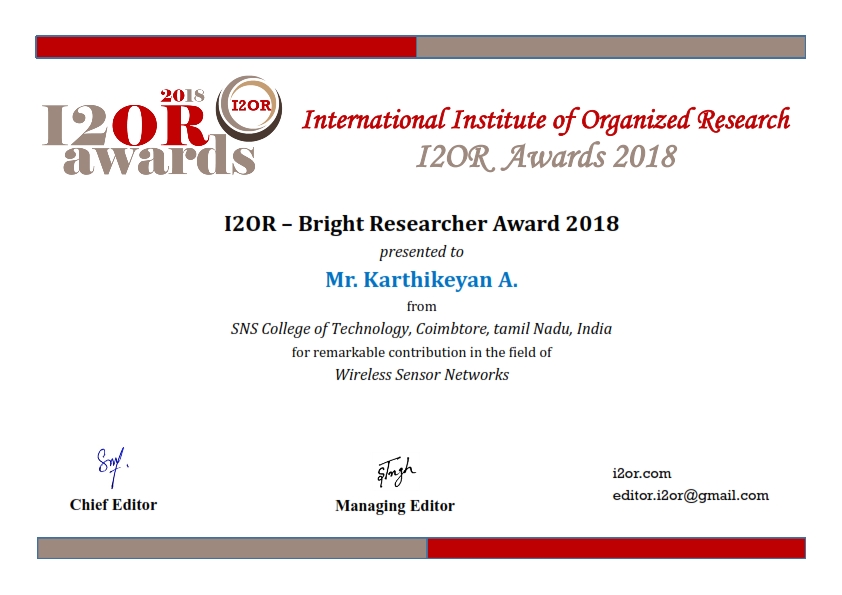 2018
I2OR
awards
I2OR
International Institute of Organized Research
I2OR Awards 2018
I2OR – Bright Researcher Award 2018
presented to
Mr. Karthikeyan A.
from
SNS College of Technology, Coimbtore, tamil Nadu, India
for remarkable contribution in the field of
Wireless Sensor Networks
Chief Editor
Managing Editor
i2or.com
editor.i2or@gmail.com